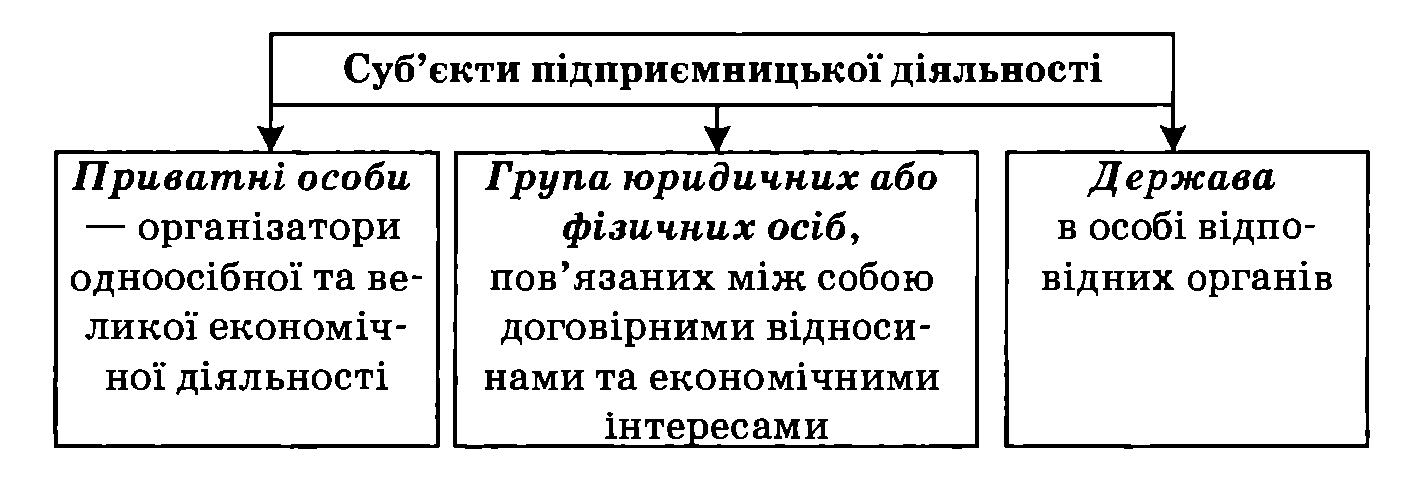 Суб’єкти підприємницької діяльності
Приватні особи
— організатори
одноосібної та ве-
ликої економіч-
ної діяльності
Група юридичних або
фізичних осіб,
пов’язаних між собою
договірними відноси-
нами та економічними
інтересами
Держава
в особі відпо-
відних органів